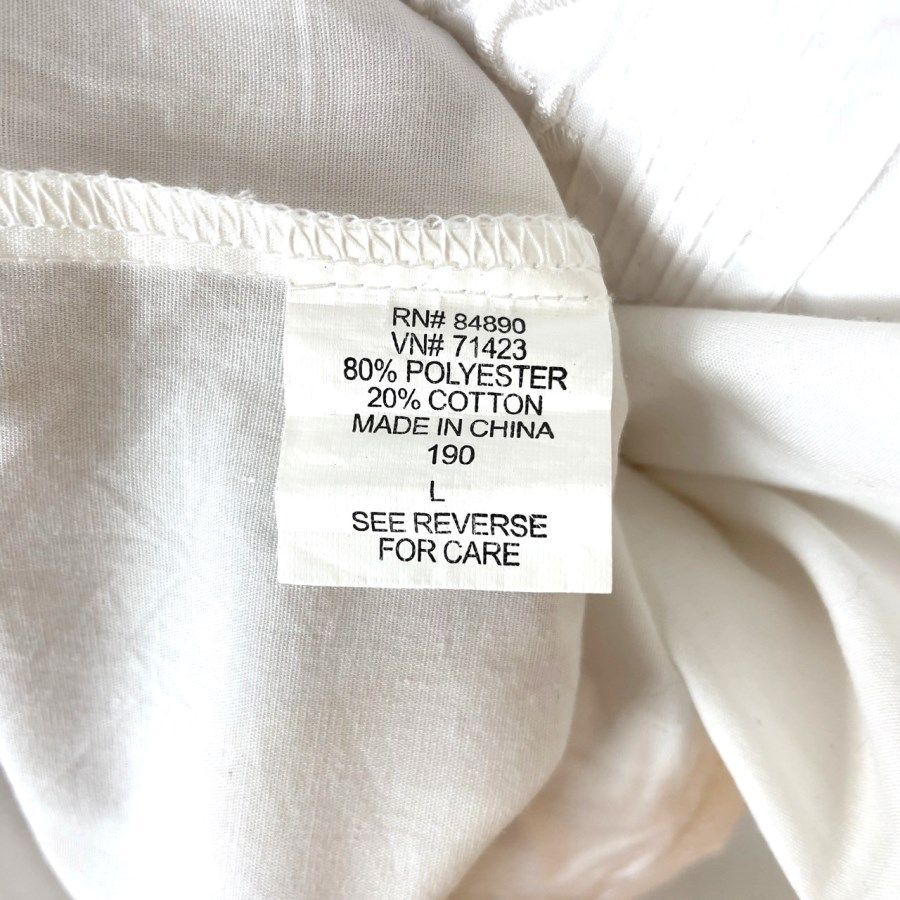 RN# 84890
VN# 71423
80% POLYESTER
20% COTTON
MADE IN CHINA
190
L
SEE REVERSE
FOR CARE